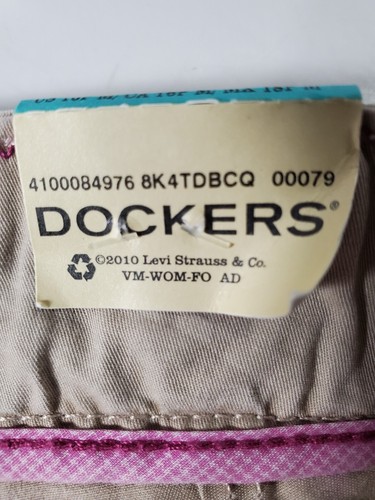 4100084976 8K4TDBCQ 00079
DOCKERS®
©2010 Levi Strauss & Co.
VM-WOM-FO AD